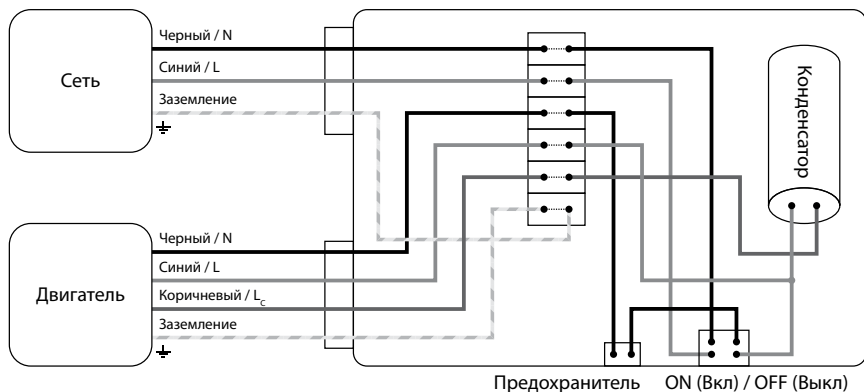 Сеть
Черный / N
Синий / L
Заземление
Конденсатор
Двигатель
Черный / N
Синий / L
Коричневый / Lc
Заземление
Предохранитель
ON (Вкл) / OFF (Выкл)